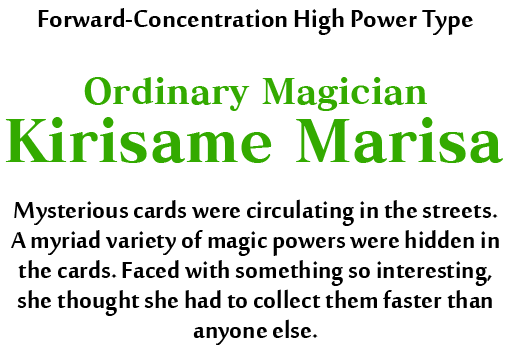 Forward-Concentration High Power Type
Ordinary Magician
Kirisame Marisa
Mysterious cards were circulating in the streets.
A myriad variety of magic powers were hidden in
the cards. Faced with something so interesting,
she thought she had to collect them faster than
anyone else.